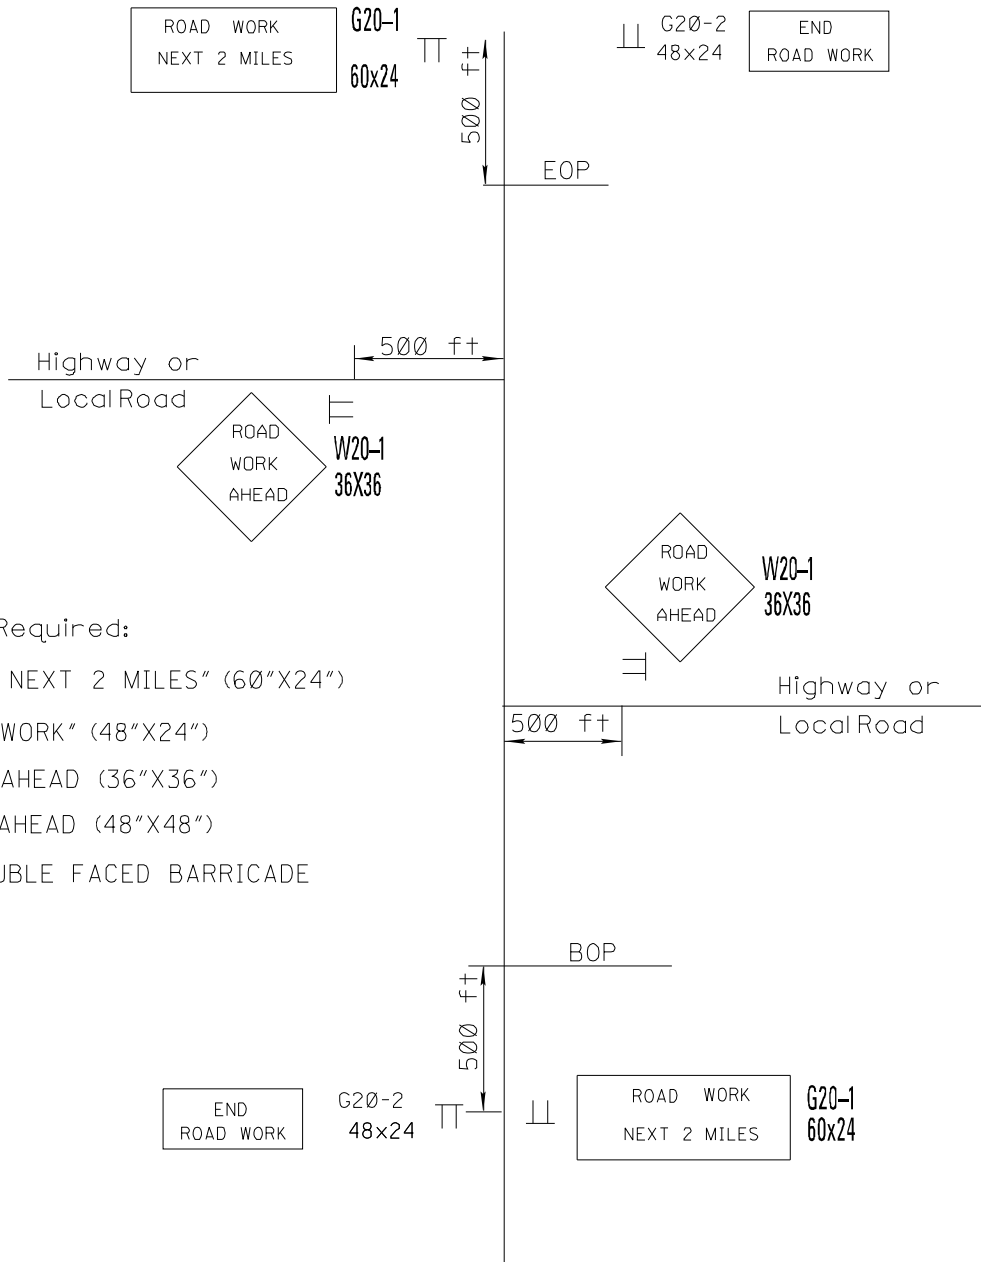 ROAD WORK
NEXT 2 MILES
G20-1
60x24
500 ft
G20-2
48x24
END
ROAD WORK
EOP
500 ft
Highway or
Local Road
ROAD
WORK
AHEAD
W20-1
36X36
ROAD
WORK
AHEAD
W20-1
36X36
Required:
NEXT 2 MILES" (60"X24")
WORK" (48"X24")
AHEAD (36"X36")
AHEAD (48"X48")
UBLE FACED BARRICADE
Highway or
Local Road
500 ft
BOP
500 ft
END
ROAD WORK
G20-2
48x24
ROAD WORK
NEXT 2 MILES
G20-1
60x24